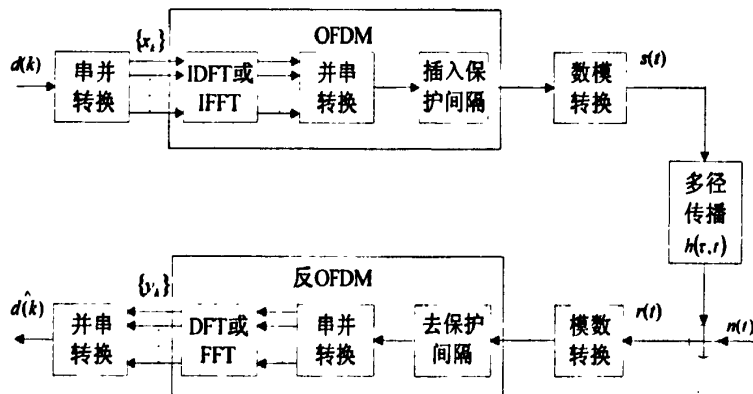 OFDM
{x_k}
d(k)
串并
转换
IDFT或
IFFT
并串
转换
插入保
护间隔
数模
转换
s(t)
多径
传播
h(τ,t)
反OFDM
{y_k}
d̂(k)
并串
转换
DFT或
FFT
串并
转换
去保护
间隔
模数
转换
r(t)
n(t)